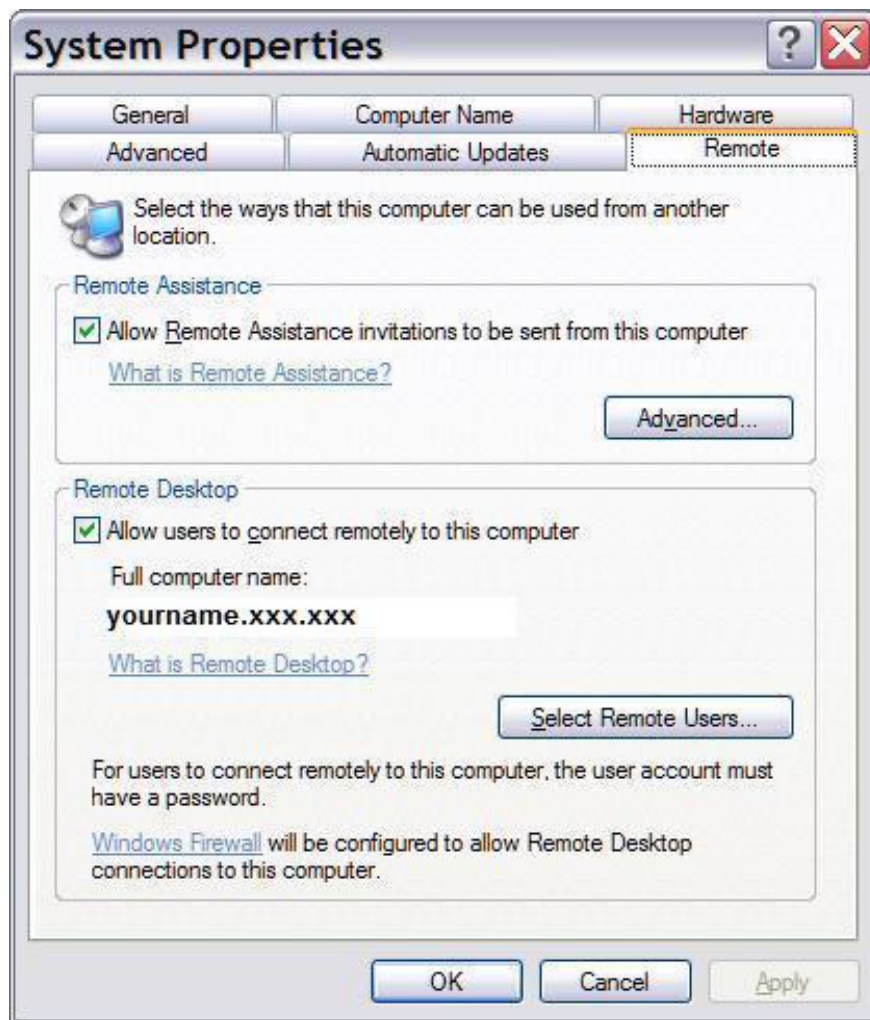 System Properties
?
General Computer Name Hardware
Advanced Automatic Updates Remote
Select the ways that this computer can be used from another
location.
Remote Assistance
Allow Remote Assistance invitations to be sent from this computer
What is Remote Assistance?
Advanced...
Remote Desktop
Allow users to connect remotely to this computer
Full computer name:
yourname.xxx.xxx
What is Remote Desktop?
Select Remote Users...
For users to connect remotely to this computer, the user account must
have a password.
Windows Firewall will be configured to allow Remote Desktop
connections to this computer.
OK Cancel Apply